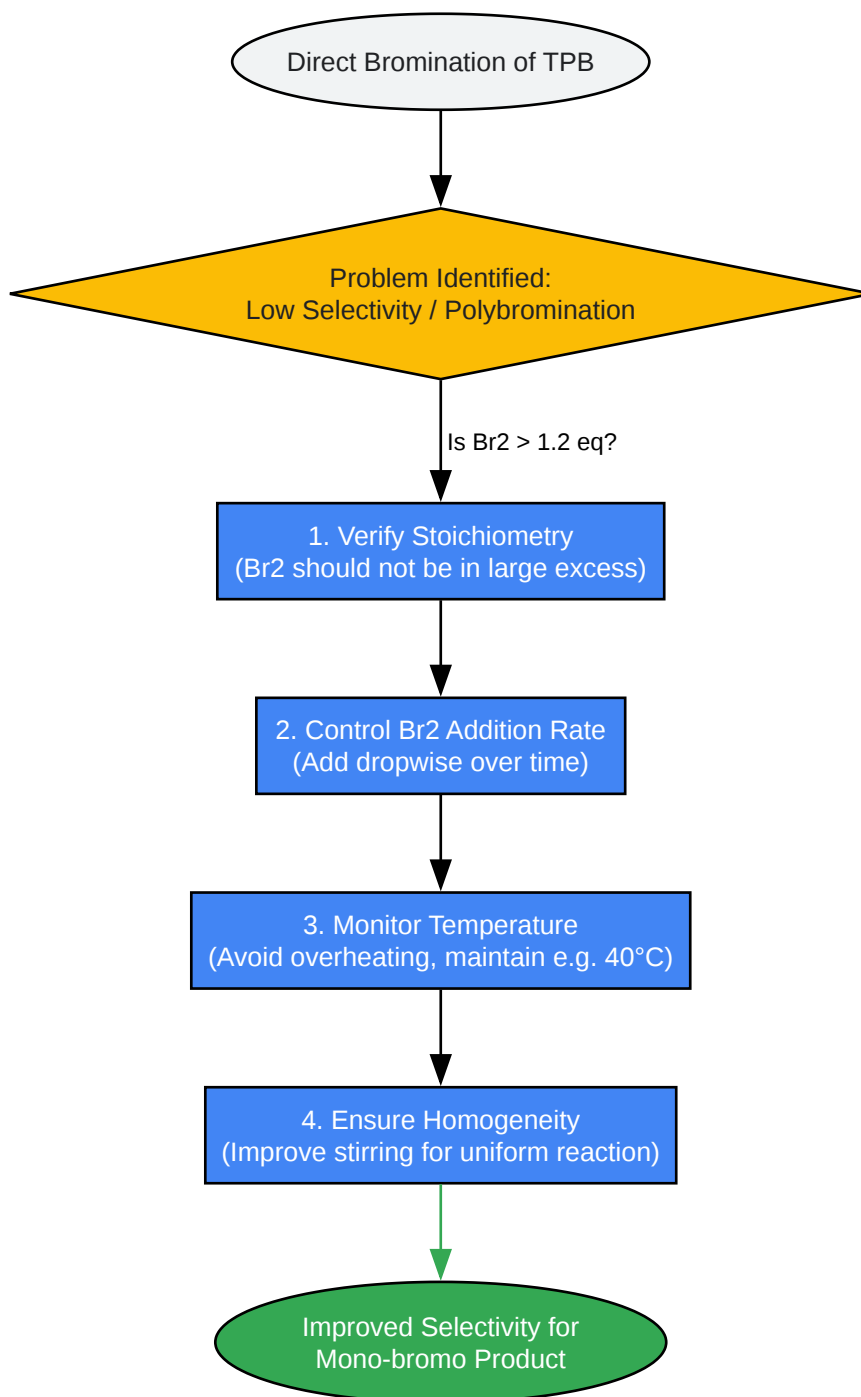 Direct Bromination of TPB
Problem Identified:
Low Selectivity / Polybromination
Is Br2 > 1.2 eq?
1. Verify Stoichiometry
(Br2 should not be in large excess)
2. Control Br2 Addition Rate
(Add dropwise over time)
3. Monitor Temperature
(Avoid overheating, maintain e.g. 40°C)
4. Ensure Homogeneity
(Improve stirring for uniform reaction)
Improved Selectivity for
Mono-bromo Product